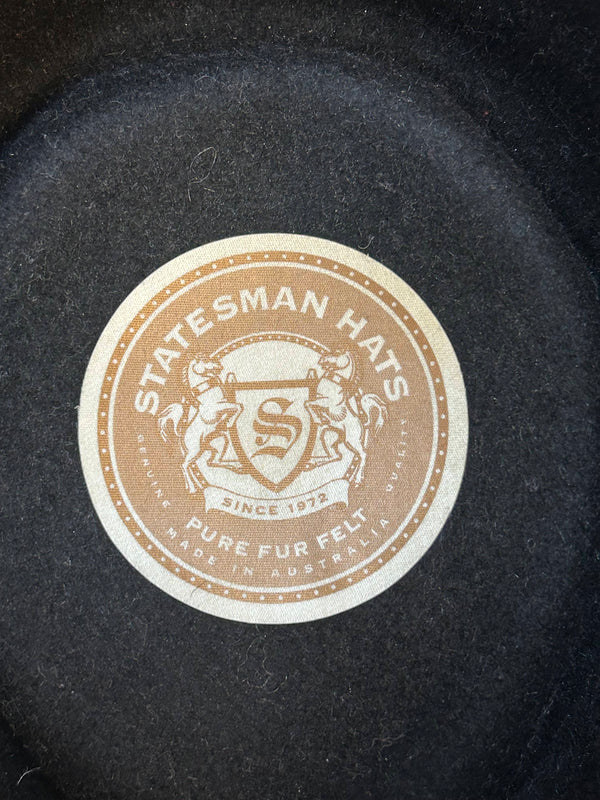 STATESMAN HATS
S
SINCE 1972
GENUINE QUALITY
PURE FUR FELT
MADE IN AUSTRALIA